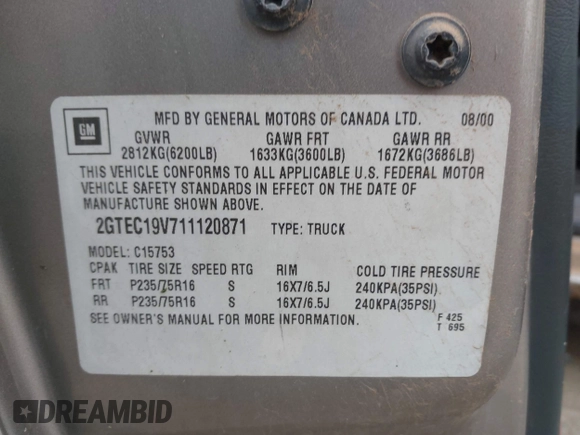 MFD BY GENERAL MOTORS OF CANADA LTD. 08/00
GM
GVWR GAWR FRT GAWR RR
2812KG(6200LB) 1633KG(3600LB) 1672KG(3686LB)
THIS VEHICLE CONFORMS TO ALL APPLICABLE U.S. FEDERAL MOTOR
VEHICLE SAFETY STANDARDS IN EFFECT ON THE DATE OF
MANUFACTURE SHOWN ABOVE.
2GTEC19V711120871 TYPE: TRUCK
MODEL: C15753
CPAK TIRE SIZE SPEED RTG RIM COLD TIRE PRESSURE
FRT P235/75R16 S 16X7/6.5J 240KPA(35PSI)
RR P235/75R16 S 16X7/6.5J 240KPA(35PSI)
SEE OWNER'S MANUAL FOR MORE INFORMATION.
F 425
T 695
DREAMBID